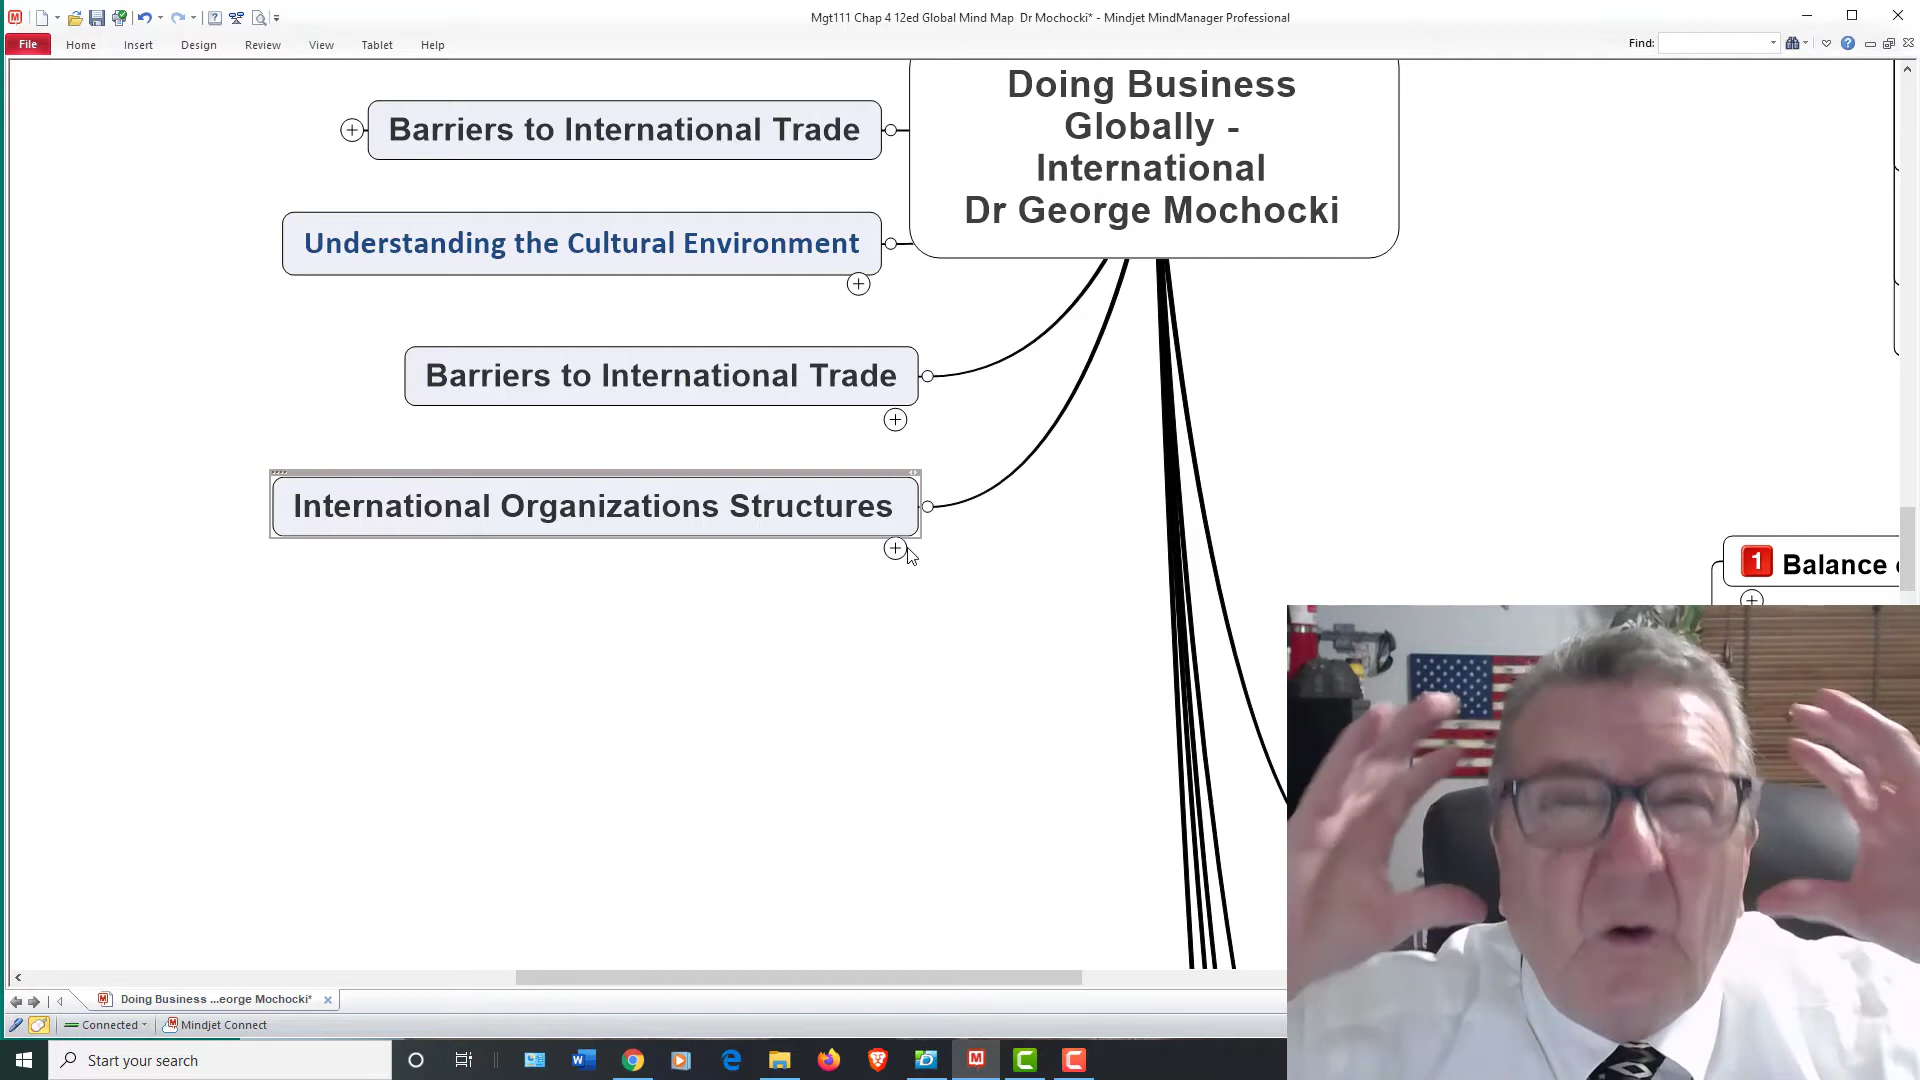 Mgt111 Chap 4 12ed Global Mind Map  Dr Mochocki* - Mindjet MindManager Professional
File
Home
Insert
Design
Review
View
Tablet
Help
Find:
Doing Business
Globally -
International
Dr George Mochocki
Barriers to International Trade
Understanding the Cultural Environment
Barriers to International Trade
International Organizations Structures
1
Balance
Doing Business ...eorge Mochocki*
Connected
Mindjet Connect
Start your search